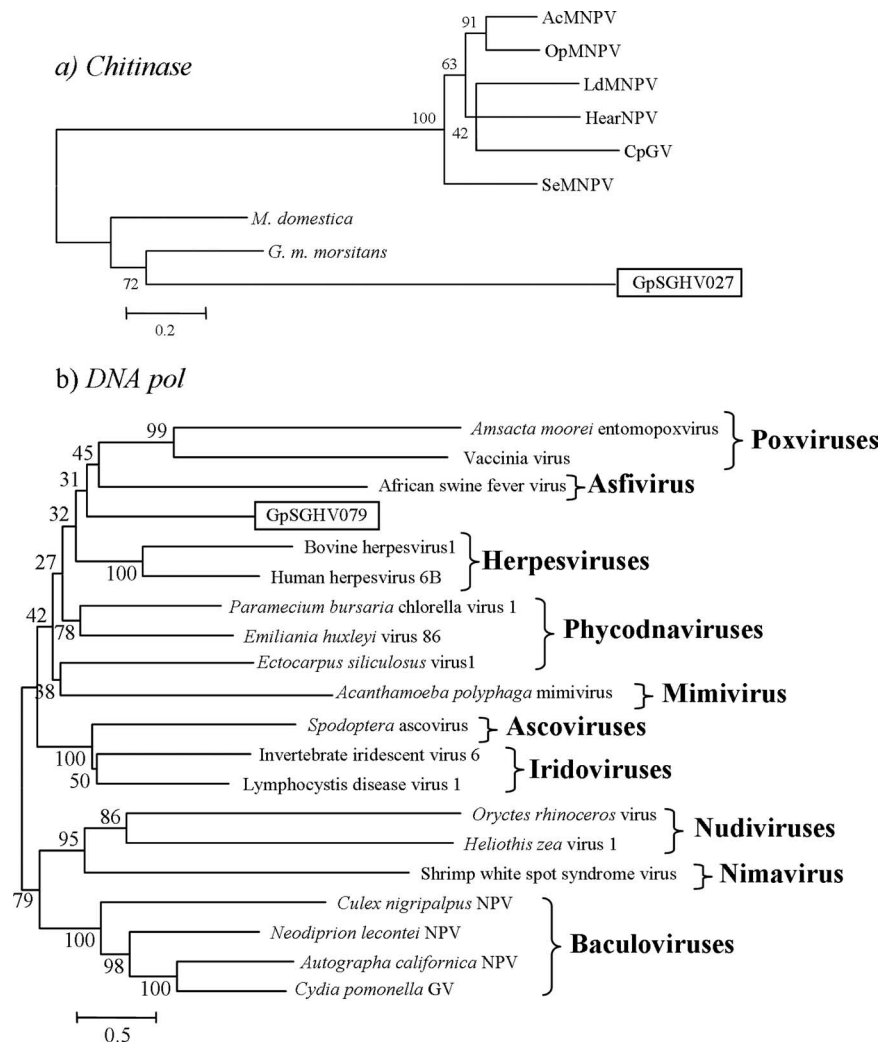 a) Chitinase
91
AcMNPV
OpMNPV
63
LdMNPV
100
HearNPV
42
CpGV
SeMNPV
M. domestica
G. m. morsitans
72
GpSGHV027
0.2
b) DNA pol
99
Amsacta moorei entomopoxvirus
Poxviruses
45
Vaccinia virus
31
African swine fever virus
Asfivirus
32
GpSGHV079
Bovine herpesvirus1
Herpesviruses
100
Human herpesvirus 6B
27
Paramecium bursaria chlorella virus 1
42
78
Emiliania huxleyi virus 86
Phycodnaviruses
Ectocarpus siliculosus virus1
38
Acanthamoeba polyphaga mimivirus
Mimivirus
Spodoptera ascovirus
Ascoviruses
100
Invertebrate iridescent virus 6
Iridoviruses
50
Lymphocystis disease virus 1
86
Oryctes rhinoceros virus
Nudiviruses
95
Heliothis zea virus 1
Shrimp white spot syndrome virus
Nimavirus
79
Culex nigripalpus NPV
100
Neodiprion lecontei NPV
Baculoviruses
98
Autographa californica NPV
100
Cydia pomonella GV
0.5